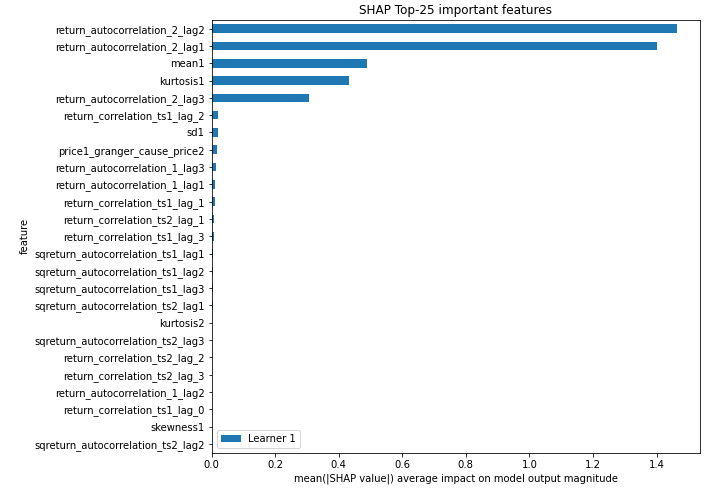 SHAP Top-25 important features
return_autocorrelation_2_lag2
return_autocorrelation_2_lag1
mean1
kurtosis1
return_autocorrelation_2_lag3
return_correlation_ts1_lag_2
sd1
price1_granger_cause_price2
return_autocorrelation_1_lag3
return_autocorrelation_1_lag1
return_correlation_ts1_lag_1
return_correlation_ts2_lag_1
return_correlation_ts1_lag_3
sqreturn_autocorrelation_ts1_lag1
sqreturn_autocorrelation_ts1_lag2
sqreturn_autocorrelation_ts1_lag3
sqreturn_autocorrelation_ts2_lag1
kurtosis2
sqreturn_autocorrelation_ts2_lag3
return_correlation_ts2_lag_2
return_correlation_ts2_lag_3
return_autocorrelation_1_lag2
return_correlation_ts1_lag_0
skewness1
sqreturn_autocorrelation_ts2_lag2
feature
Learner 1
0.0 0.2 0.4 0.6 0.8 1.0 1.2 1.4
mean(|SHAP value|) average impact on model output magnitude